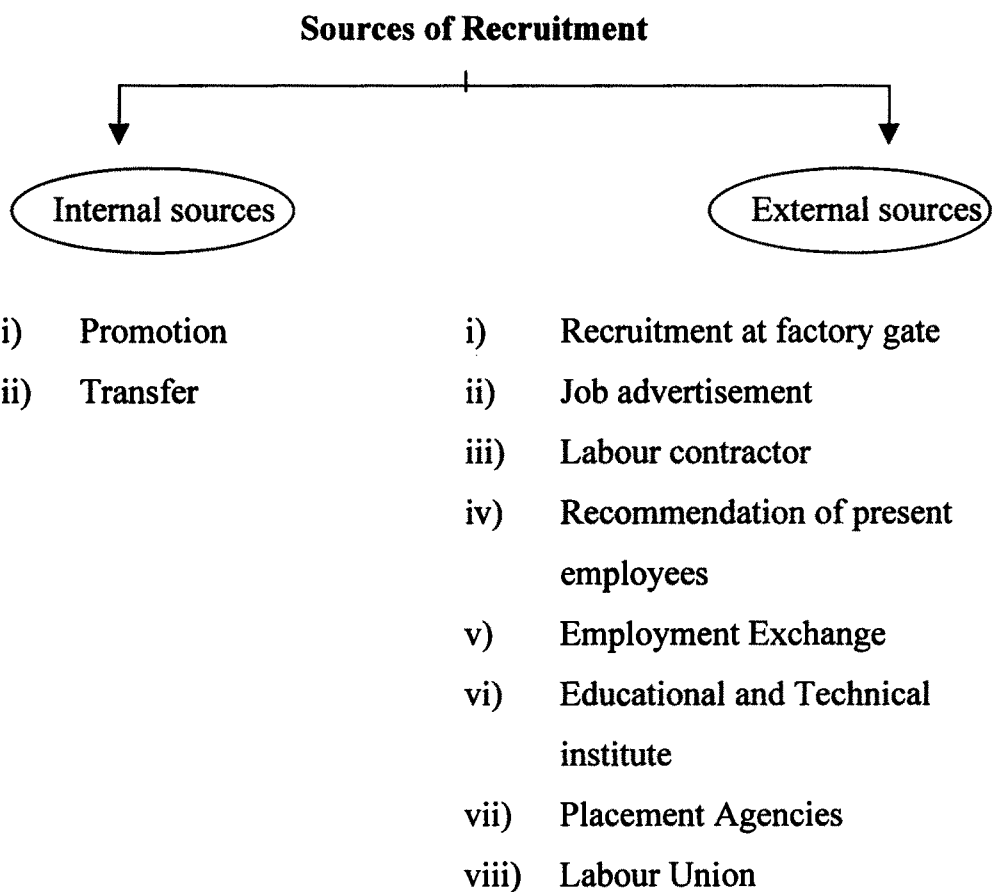 Sources of Recruitment
Internal sources
External sources
i) Promotion
ii) Transfer
i) Recruitment at factory gate
ii) Job advertisement
iii) Labour contractor
iv) Recommendation of present
employees
v) Employment Exchange
vi) Educational and Technical
institute
vii) Placement Agencies
viii) Labour Union